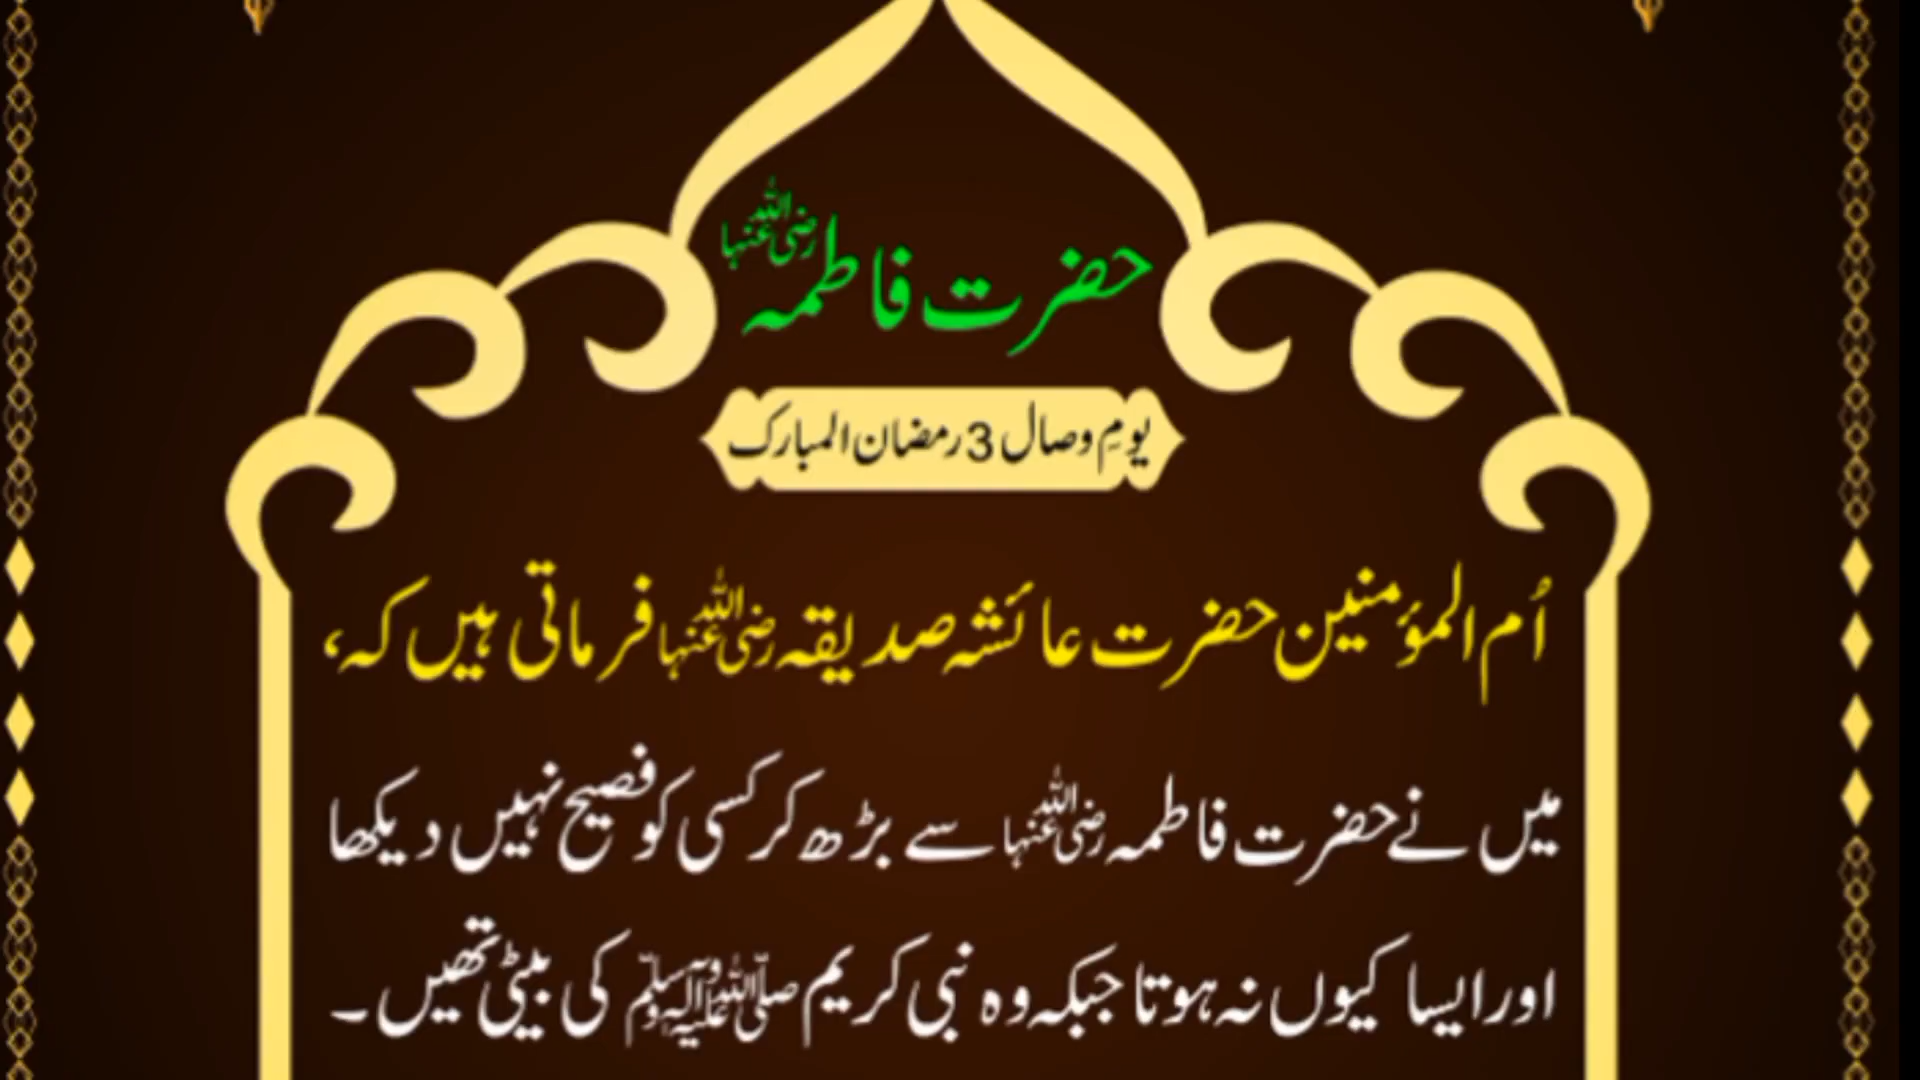 حضرت فاطمہ رضی اللہ عنہا
یومِ وصال 3 رمضان المبارک
اُم المؤمنین حضرت عائشہ صدیقہ رضی اللہ عنہا فرماتی ہیں کہ،
میں نے حضرت فاطمہ رضی اللہ عنہا سے بڑھ کر کسی کو فصیح نہیں دیکھا
اور ایسا کیوں نہ ہوتا جبکہ وہ نبی کریم صلی اللہ علیہ وآلہ وسلم کی بیٹی تھیں۔